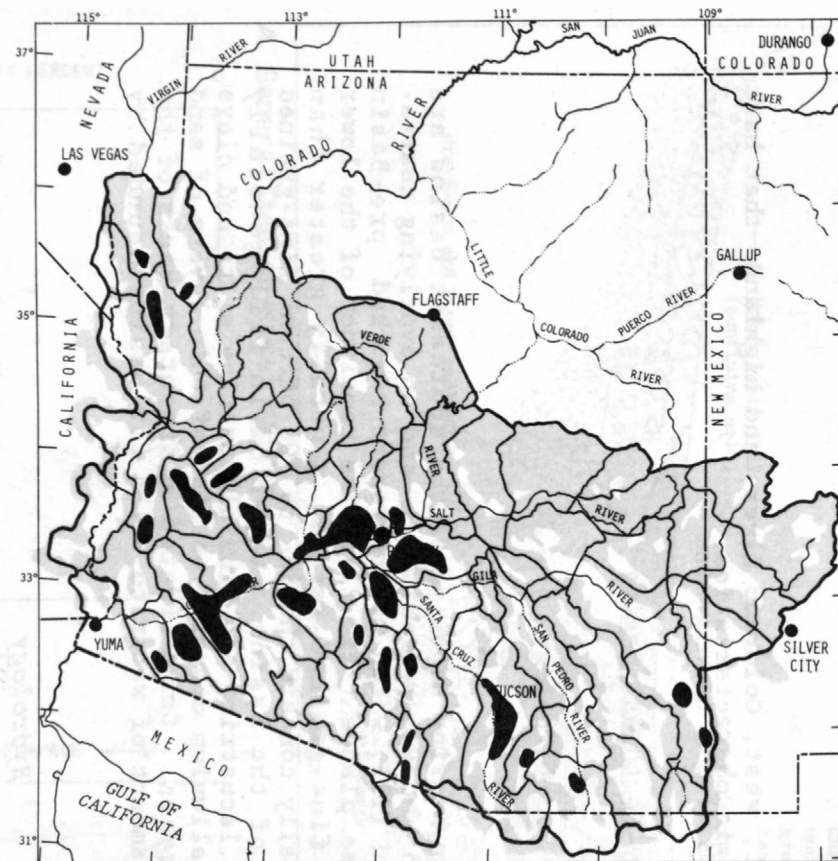 115°
113°
111°
109°
37°
SAN
JUAN
DURANGO
COLORADO
RIVER
UTAH
ARIZONA
NEVADA
VIRGIN
RIVER
LAS VEGAS
COLORADO
RIVER
LITTLE
COLORADO
RIVER
GALLUP
PUERCO RIVER
35°
FLAGSTAFF
VERDE
RIVER
CALIFORNIA
NEW MEXICO
SALT
RIVER
33°
GILA
RIVER
SANTA
CRUZ
RIVER
SAN
PEDRO
RIVER
YUMA
TUCSON
SILVER
CITY
MEXICO
GULF OF
CALIFORNIA
31°